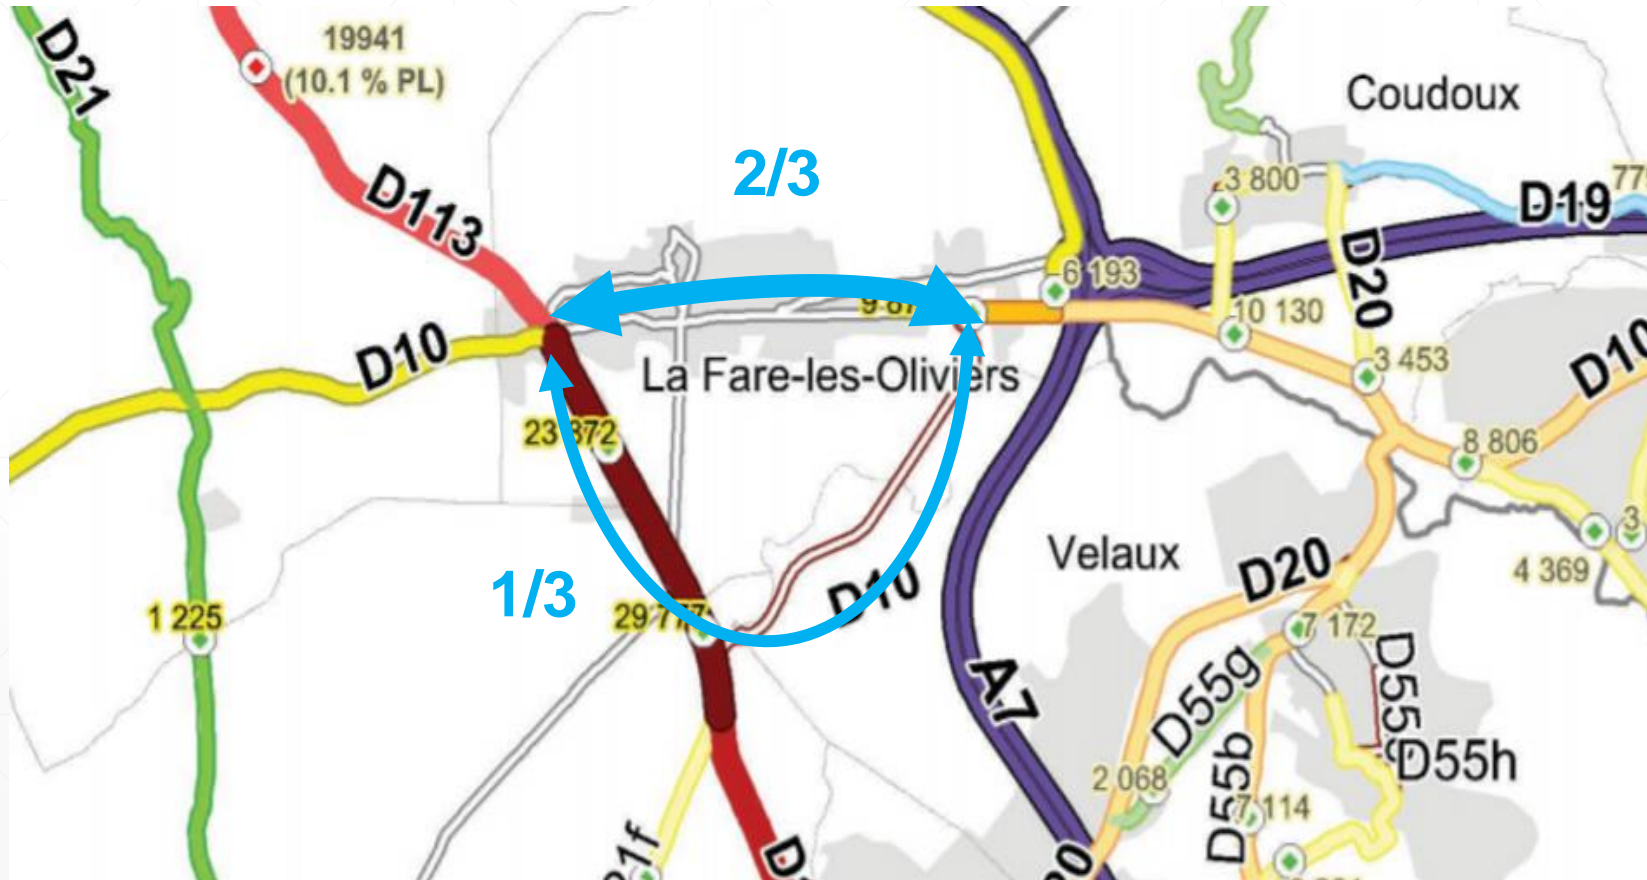 D21
19941
(10.1 % PL)
Coudoux
2/3
D113
3 800
D19
D20
6 193
10 130
D10
La Fare-les-Oliviers
3 453
D10
8 806
1/3
D10
Velaux
D20
4 369
1 225
29 777
7 172
A7
D55g
D55h
2 068
D55b
7 114